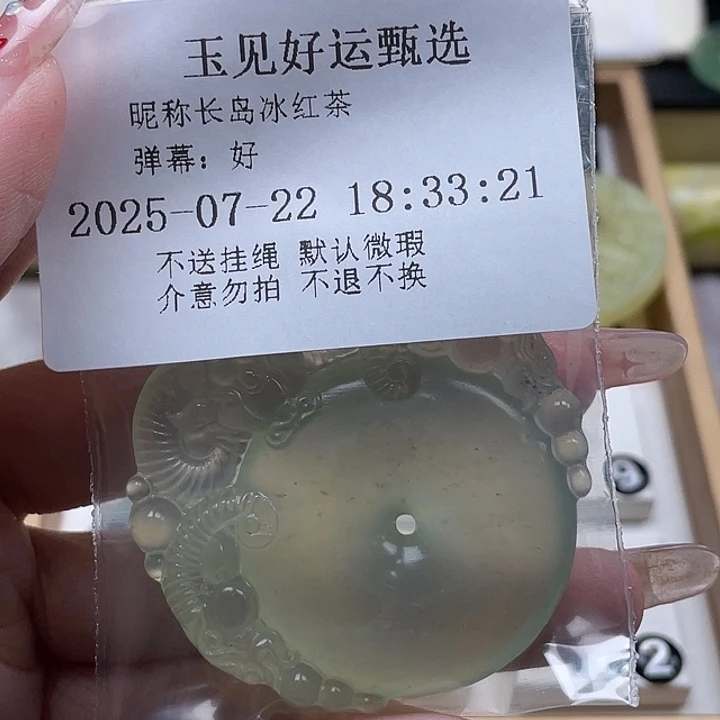 玉见好运甄选
昵称长岛冰红茶
弹幕：好
2025-07-22 18:33:21
不送挂绳 默认微瑕
介意勿拍 不退不换
9
2